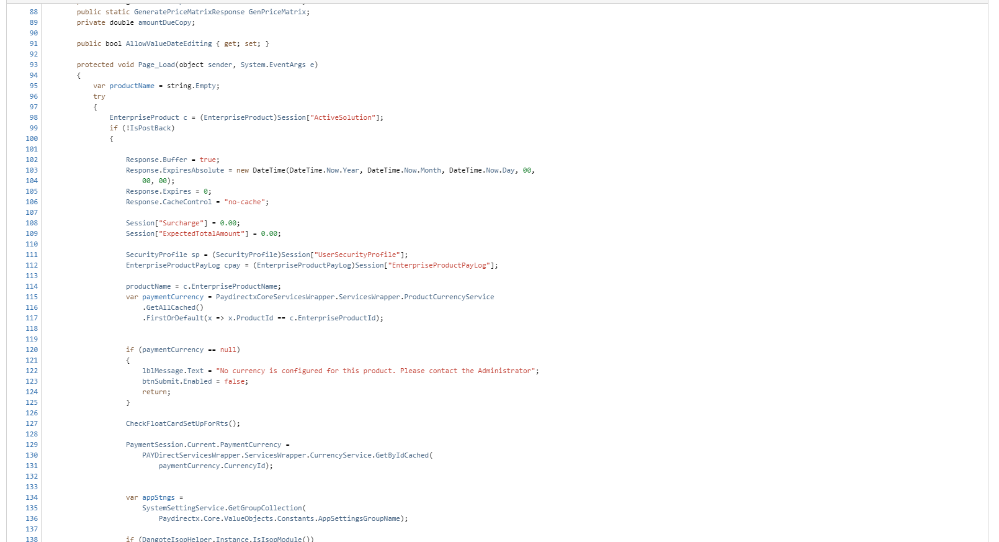 88 public static GeneratePriceMatrixResponse GenPriceMatrix;
89 private double amountDueCopy;
90
91 public bool AllowValueDateEditing { get; set; }
92
93 protected void Page_Load(object sender, System.EventArgs e)
94 {
95 var productName = string.Empty;
96 try
97 {
98 EnterpriseProduct c = (EnterpriseProduct)Session["ActiveSolution"];
99 if (!IsPostBack)
100 {
101
102 Response.Buffer = true;
103 Response.ExpiresAbsolute = new DateTime(DateTime.Now.Year, DateTime.Now.Month, DateTime.Now.Day, 00,
104 00, 00);
105 Response.Expires = 0;
106 Response.CacheControl = "no-cache";
107
108 Session["Surcharge"] = 0.00;
109 Session["ExpectedTotalAmount"] = 0.00;
110
111 SecurityProfile sp = (SecurityProfile)Session["UserSecurityProfile"];
112 EnterpriseProductPayLog cpay = (EnterpriseProductPayLog)Session["EnterpriseProductPayLog"];
113
114 productName = c.EnterpriseProductName;
115 var paymentCurrency = PaydirectxCoreServicesWrapper.ServicesWrapper.ProductCurrencyService
116 .GetAllCached()
117 .FirstOrDefault(x => x.ProductId == c.EnterpriseProductId);
118
119
120 if (paymentCurrency == null)
121 {
122 lblMessage.Text = "No currency is configured for this product. Please contact the Administrator";
123 btnSubmit.Enabled = false;
124 return;
125 }
126
127 CheckFloatCardSetUpForRts();
128
129 PaymentSession.Current.PaymentCurrency =
130 PAYDirectServicesWrapper.ServicesWrapper.CurrencyService.GetByIdCached(
131 paymentCurrency.CurrencyId);
132
133
134 var appStngs =
135 SystemSettingService.GetGroupCollection(
136 Paydirectx.Core.ValueObjects.Constants.AppSettingsGroupName);
137
138 if (DangoteIsopHelper.Instance.IsIsopModule())